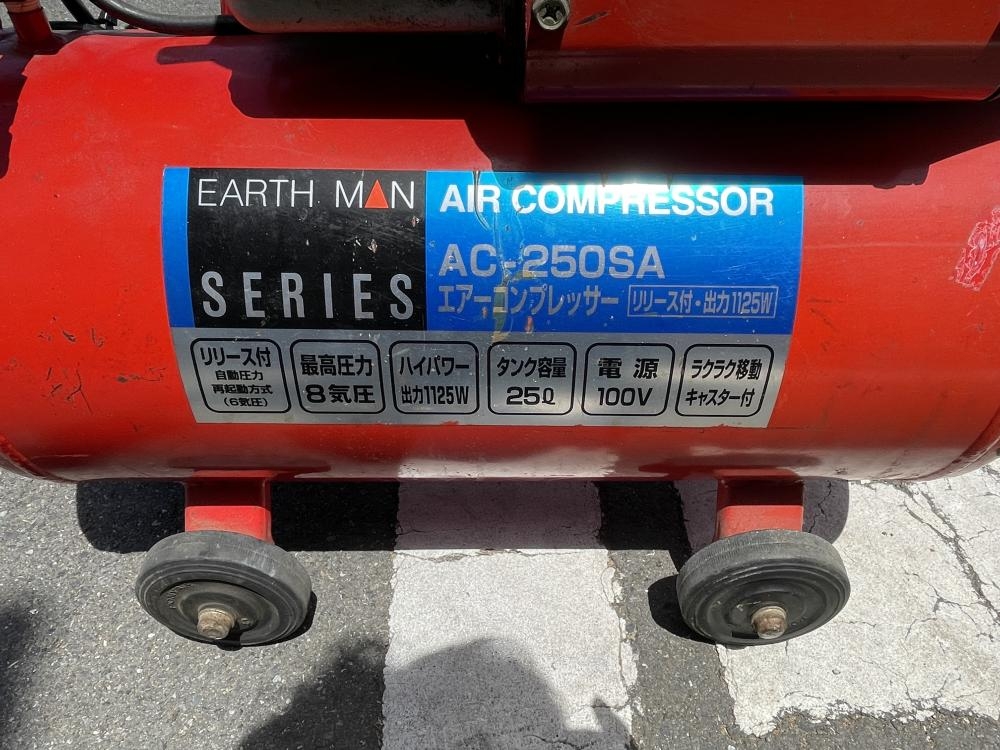 EARTH MAN
SERIES
AIR COMPRESSOR
AC-250SA
エアーコンプレッサー リリース付・出力1125W
リリース付
自動圧力
再起動方式
(6気圧)
最高圧力
8気圧
ハイパワー
出力1125W
タンク容量
25ℓ
電源
100V
ラクラク移動
キャスター付